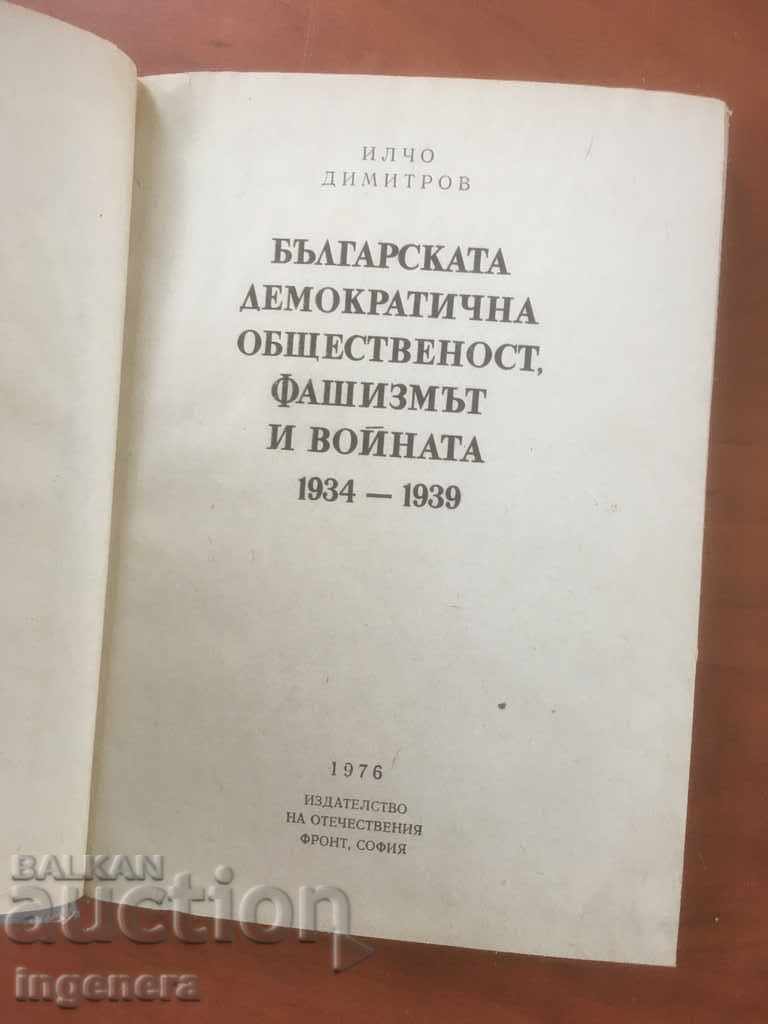 ИЛЧО
ДИМИТРОВ
БЪЛГАРСКАТА
ДЕМОКРАТИЧНА
ОБЩЕСТВЕНОСТ,
ФАШИЗМЪТ
И ВОЙНАТА
1934 — 1939
1976
ИЗДАТЕЛСТВО
НА ОТЕЧЕСТВЕНИЯ
ФРОНТ, СОФИЯ
BALKAN
auction
ingenera